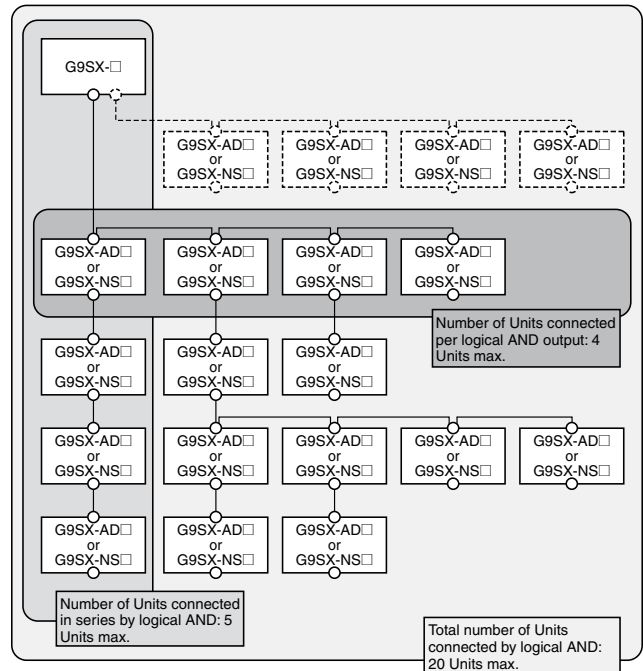 G9SX-□
G9SX-AD□
or
G9SX-NS□
G9SX-AD□
or
G9SX-NS□
G9SX-AD□
or
G9SX-NS□
G9SX-AD□
or
G9SX-NS□
G9SX-AD□
or
G9SX-NS□
G9SX-AD□
or
G9SX-NS□
G9SX-AD□
or
G9SX-NS□
G9SX-AD□
or
G9SX-NS□
Number of Units connected
per logical AND output: 4
Units max.
G9SX-AD□
or
G9SX-NS□
G9SX-AD□
or
G9SX-NS□
G9SX-AD□
or
G9SX-NS□
G9SX-AD□
or
G9SX-NS□
G9SX-AD□
or
G9SX-NS□
G9SX-AD□
or
G9SX-NS□
G9SX-AD□
or
G9SX-NS□
G9SX-AD□
or
G9SX-NS□
G9SX-AD□
or
G9SX-NS□
G9SX-AD□
or
G9SX-NS□
G9SX-AD□
or
G9SX-NS□
Number of Units connected
in series by logical AND: 5
Units max.
Total number of Units
connected by logical AND:
20 Units max.